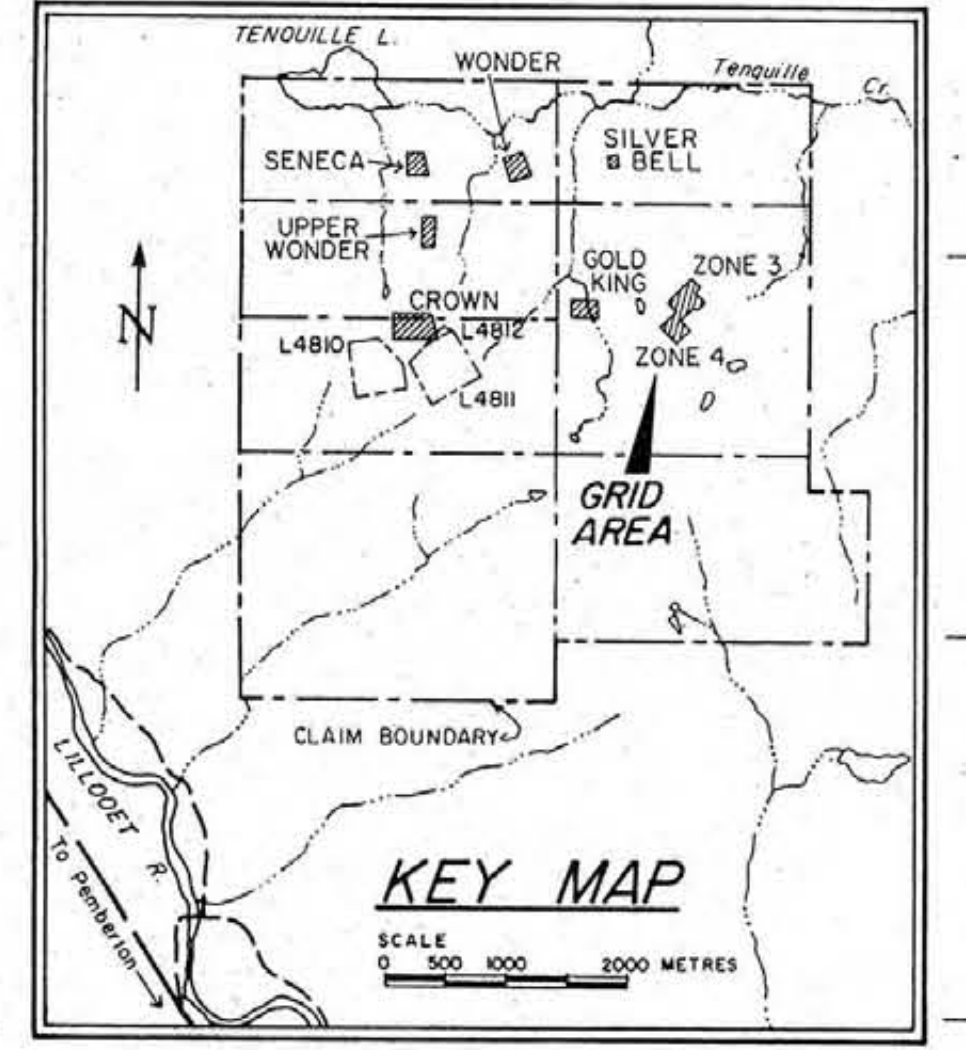 TENQUILLE L.
WONDER
Tenquille Cr.
SENECA
SILVER
BELL
UPPER
WONDER
GOLD
KING
ZONE 3
CROWN
N
L4812
L4810
ZONE 4
L4811
GRID
AREA
CLAIM BOUNDARY
LILLOOET R.
To Pemberton
KEY MAP
SCALE
0 500 1000 2000 METRES